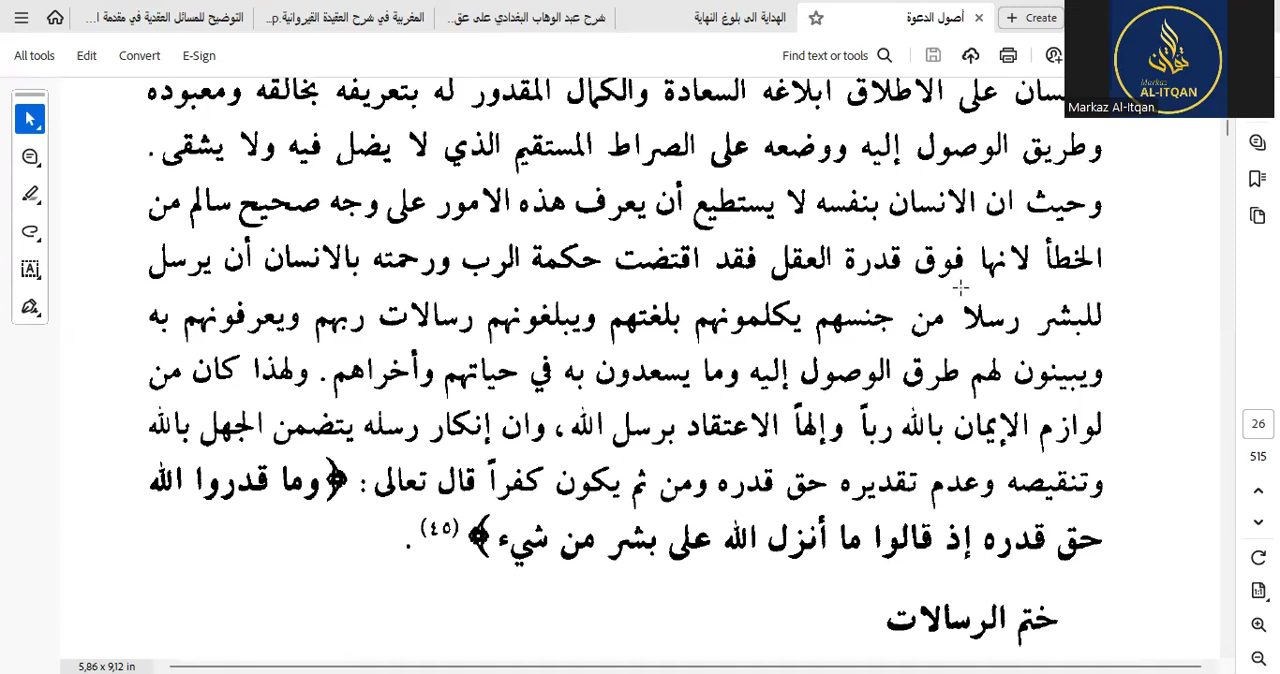 التوضيح للمسائل العقدية في مقدمة ا...
المغربية في شرح العقيدة القيروانية.p...
شرح عبد الوهاب البغدادي على عق...
الهداية الى بلوغ النهاية
أصول الدعوة
Create
All tools
Edit
Convert
E-Sign
Find text or tools
Markaz
AL-ITQAN
Markaz Al-Itqan
سان على الاطلاق ابلاغه السعادة والكمال المقدور له بتعريفه بخالقه ومعبوده
وطريق الوصول إليه ووضعه على الصراط المستقيم الذي لا يضل فيه ولا يشقى.
وحيث ان الانسان بنفسه لا يستطيع أن يعرف هذه الامور على وجه صحيح سالم من
الخطأ لانها فوق قدرة العقل فقد اقتضت حكمة الرب ورحمته بالانسان أن يرسل
للبشر رسلا من جنسهم يكلمونهم بلغتهم ويبلغونهم رسالات ربهم ويعرفونهم به
ويبينون لهم طرق الوصول إليه وما يسعدون به في حياتهم وأخراهم. ولهذا كان من
لوازم الإيمان بالله رباً وإلهاً الاعتقاد برسل الله، وان إنكار رسله يتضمن الجهل بالله
وتنقيصه وعدم تقديره حق قدره ومن ثم يكون كفراً قال تعالى: ﴿وما قدروا الله
حق قدره إذ قالوا ما أنزل الله على بشر من شيء﴾ (٤٥).
ختم الرسالات
26
515
5,86 x 9,12 in